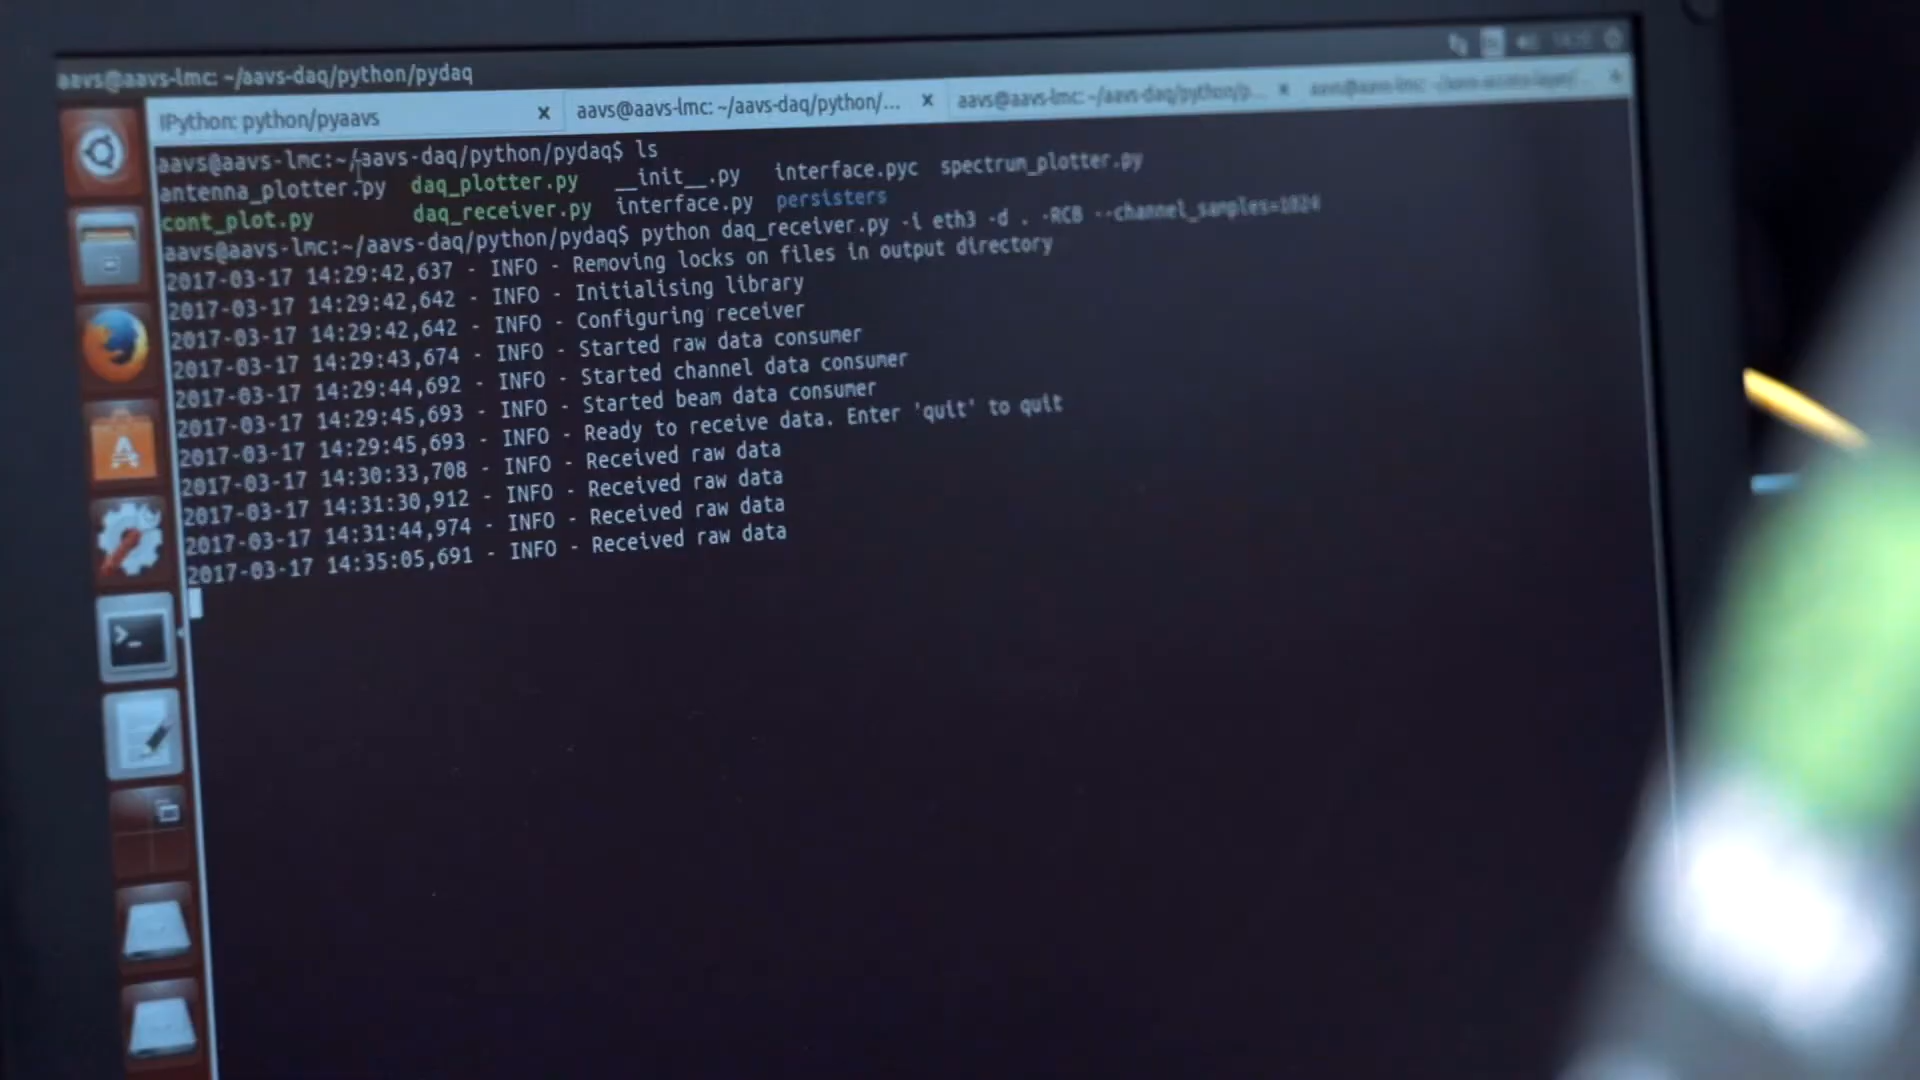 aavs@aavs-lmc: ~/aavs-daq/python/pydaq
IPython: python/pyaavs
aavs@aavs-lmc: ~/aavs-daq/python/...
aavs@aavs-lmc: ~/aavs-daq/python/p...
aavs@aavs-lmc:~/aavs-daq/python/pydaq$ ls
antenna_plotter.py daq_plotter.py __init__.py interface.pyc spectrum_plotter.py
cont_plot.py daq_receiver.py interface.py persisters
aavs@aavs-lmc:~/aavs-daq/python/pydaq$ python daq_receiver.py -i eth3 -d . -RCB --channel_samples=1024
2017-03-17 14:29:42,637 - INFO - Removing locks on files in output directory
2017-03-17 14:29:42,642 - INFO - Initialising library
2017-03-17 14:29:42,642 - INFO - Configuring receiver
2017-03-17 14:29:43,674 - INFO - Started raw data consumer
2017-03-17 14:29:44,692 - INFO - Started channel data consumer
2017-03-17 14:29:45,693 - INFO - Started beam data consumer
2017-03-17 14:29:45,693 - INFO - Ready to receive data. Enter 'quit' to quit
2017-03-17 14:30:33,708 - INFO - Received raw data
2017-03-17 14:31:30,912 - INFO - Received raw data
2017-03-17 14:31:44,974 - INFO - Received raw data
2017-03-17 14:35:05,691 - INFO - Received raw data